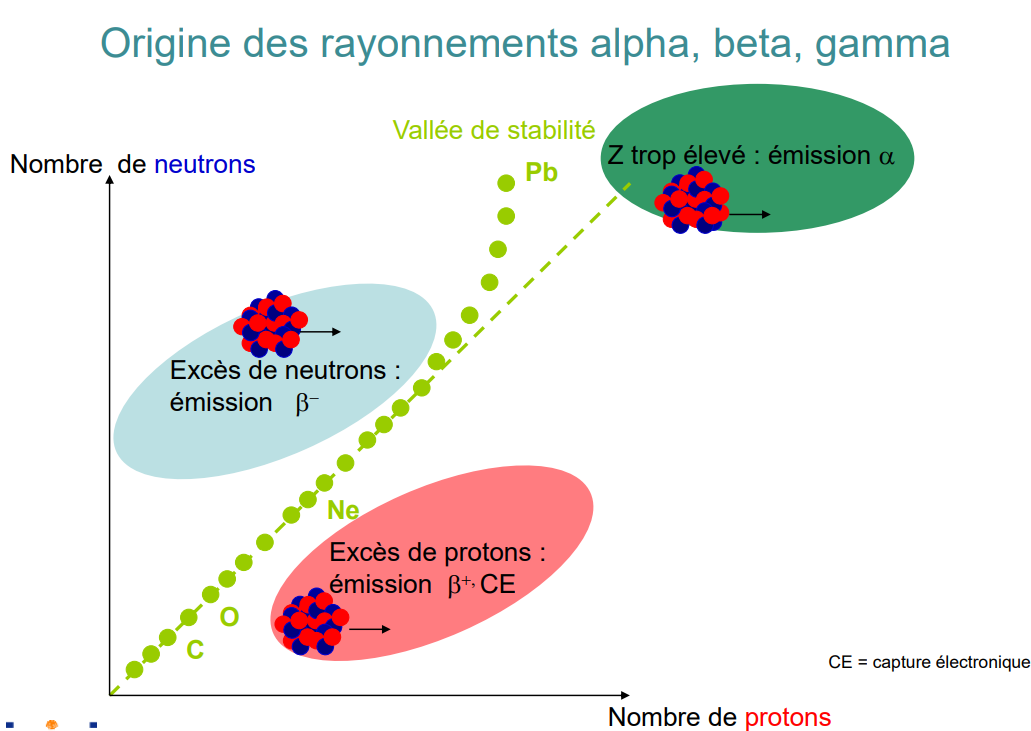 Origine des rayonnements alpha, beta, gamma
Vallée de stabilité
Z trop élevé : émission α
Nombre de neutrons
Pb
Excès de neutrons :
émission β−
Ne
Excès de protons :
émission β+, CE
O
C
CE = capture électronique
Nombre de protons